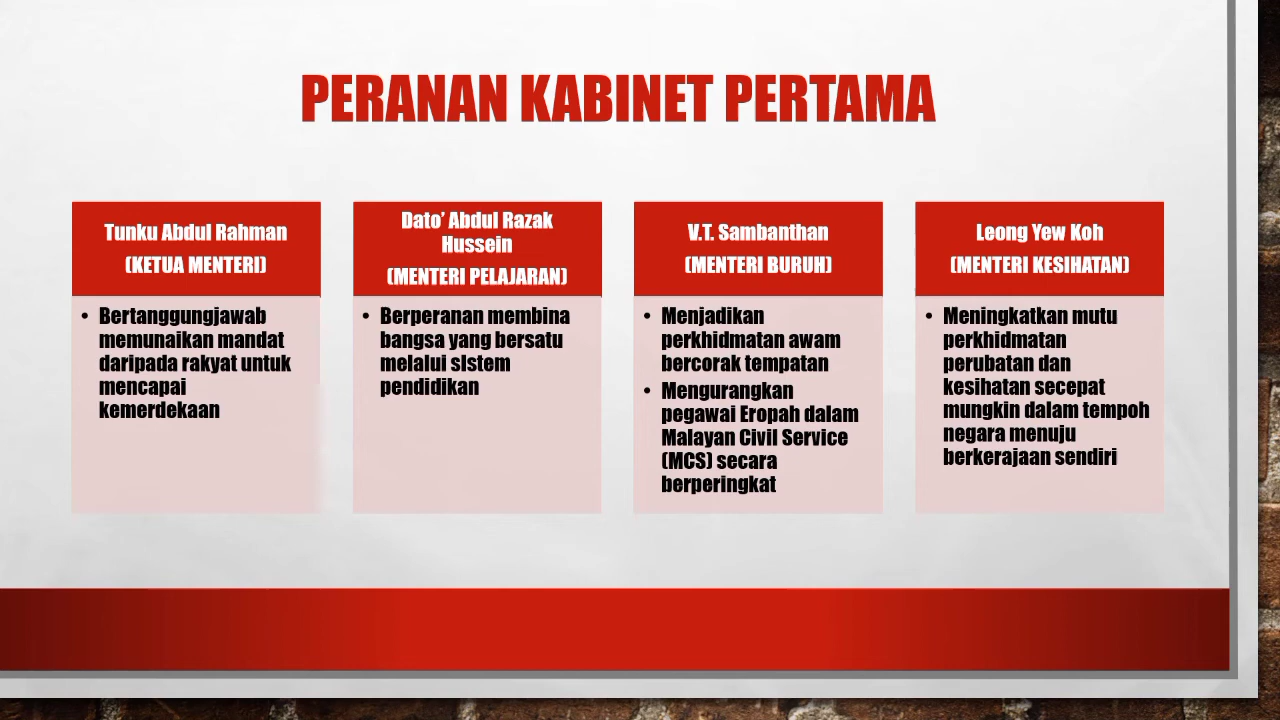 PERANAN KABINET PERTAMA
Tunku Abdul Rahman
(KETUA MENTERI)
• Bertanggungjawab
memunaikan mandat
daripada rakyat untuk
mencapai
kemerdekaan
Dato’ Abdul Razak
Hussein
(MENTERI PELAJARAN)
• Berperanan membina
bangsa yang bersatu
melalui sIstem
pendidikan
V.T. Sambanthan
(MENTERI BURUH)
• Menjadikan
perkhidmatan awam
bercorak tempatan
• Mengurangkan
pegawai Eropah dalam
Malayan Civil Service
(MCS) secara
berperingkat
Leong Yew Koh
(MENTERI KESIHATAN)
• Meningkatkan mutu
perkhidmatan
perubatan dan
kesihatan secepat
mungkin dalam tempoh
negara menuju
berkerajaan sendiri